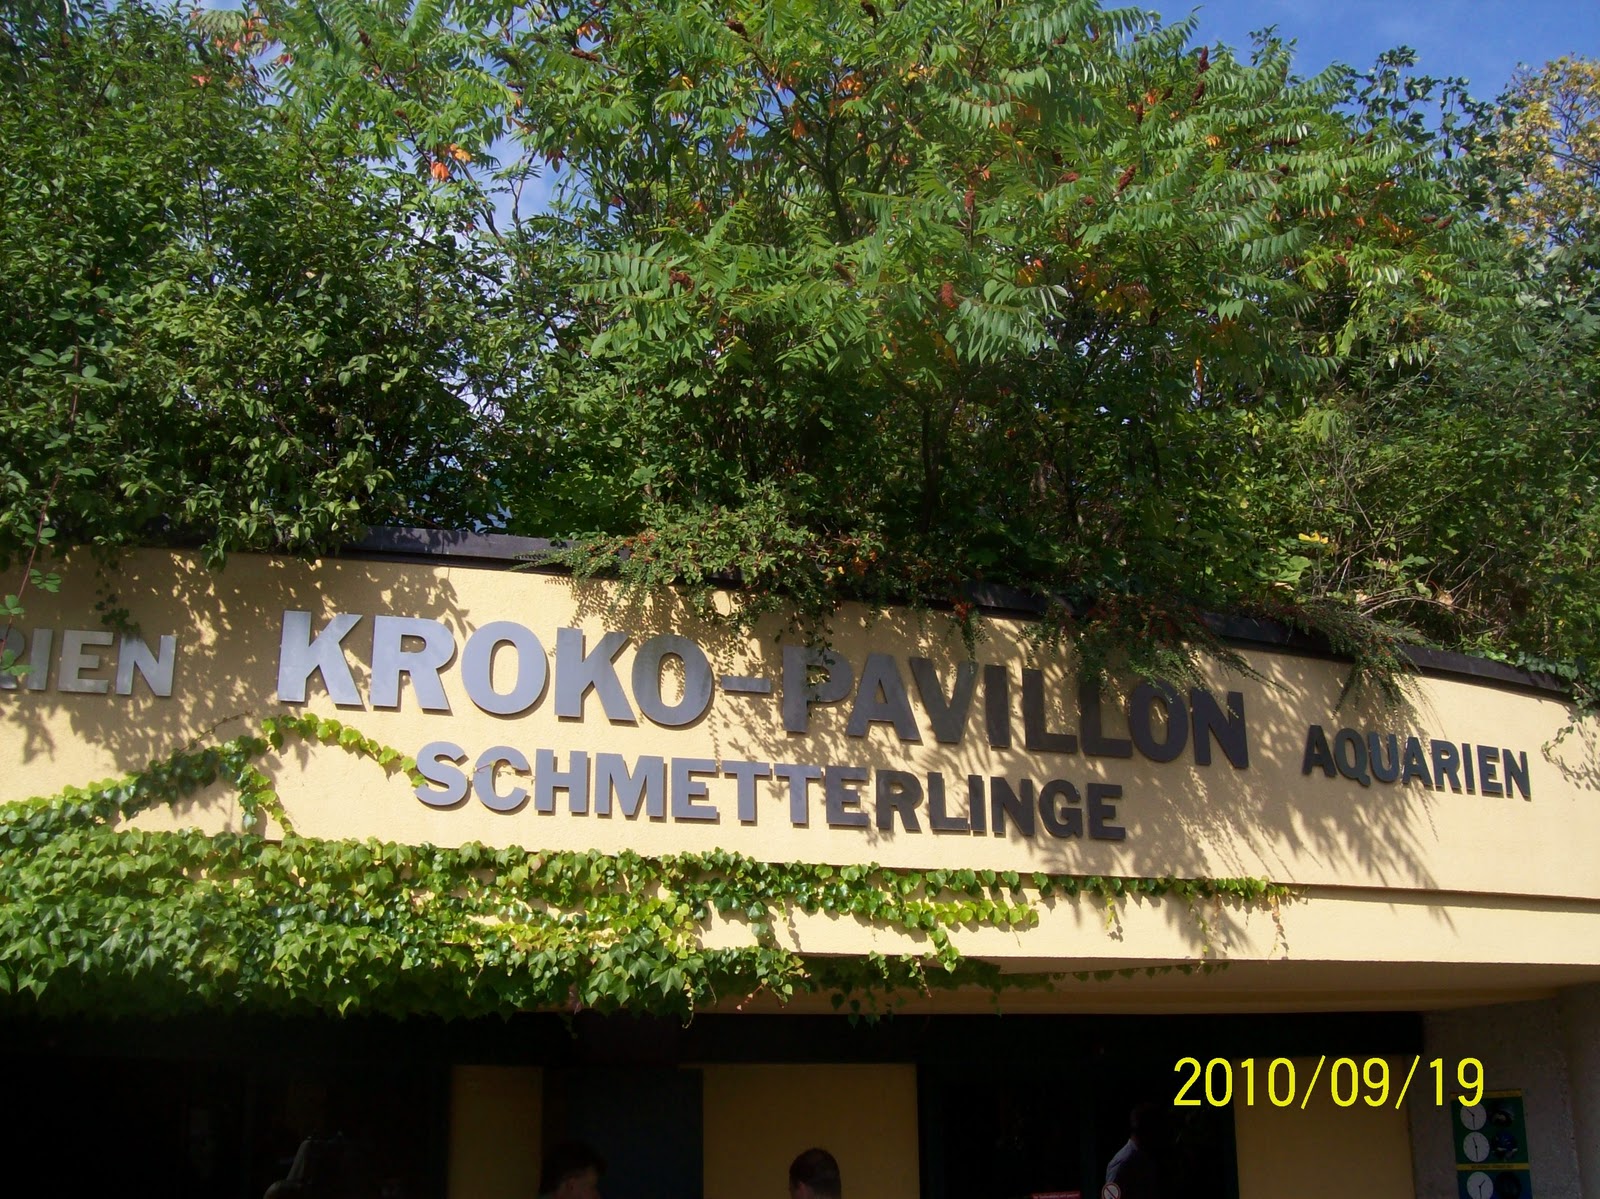 RIEN KROKO-PAVILLON AQUARIEN
SCHMETTERLINGE
2010/09/19